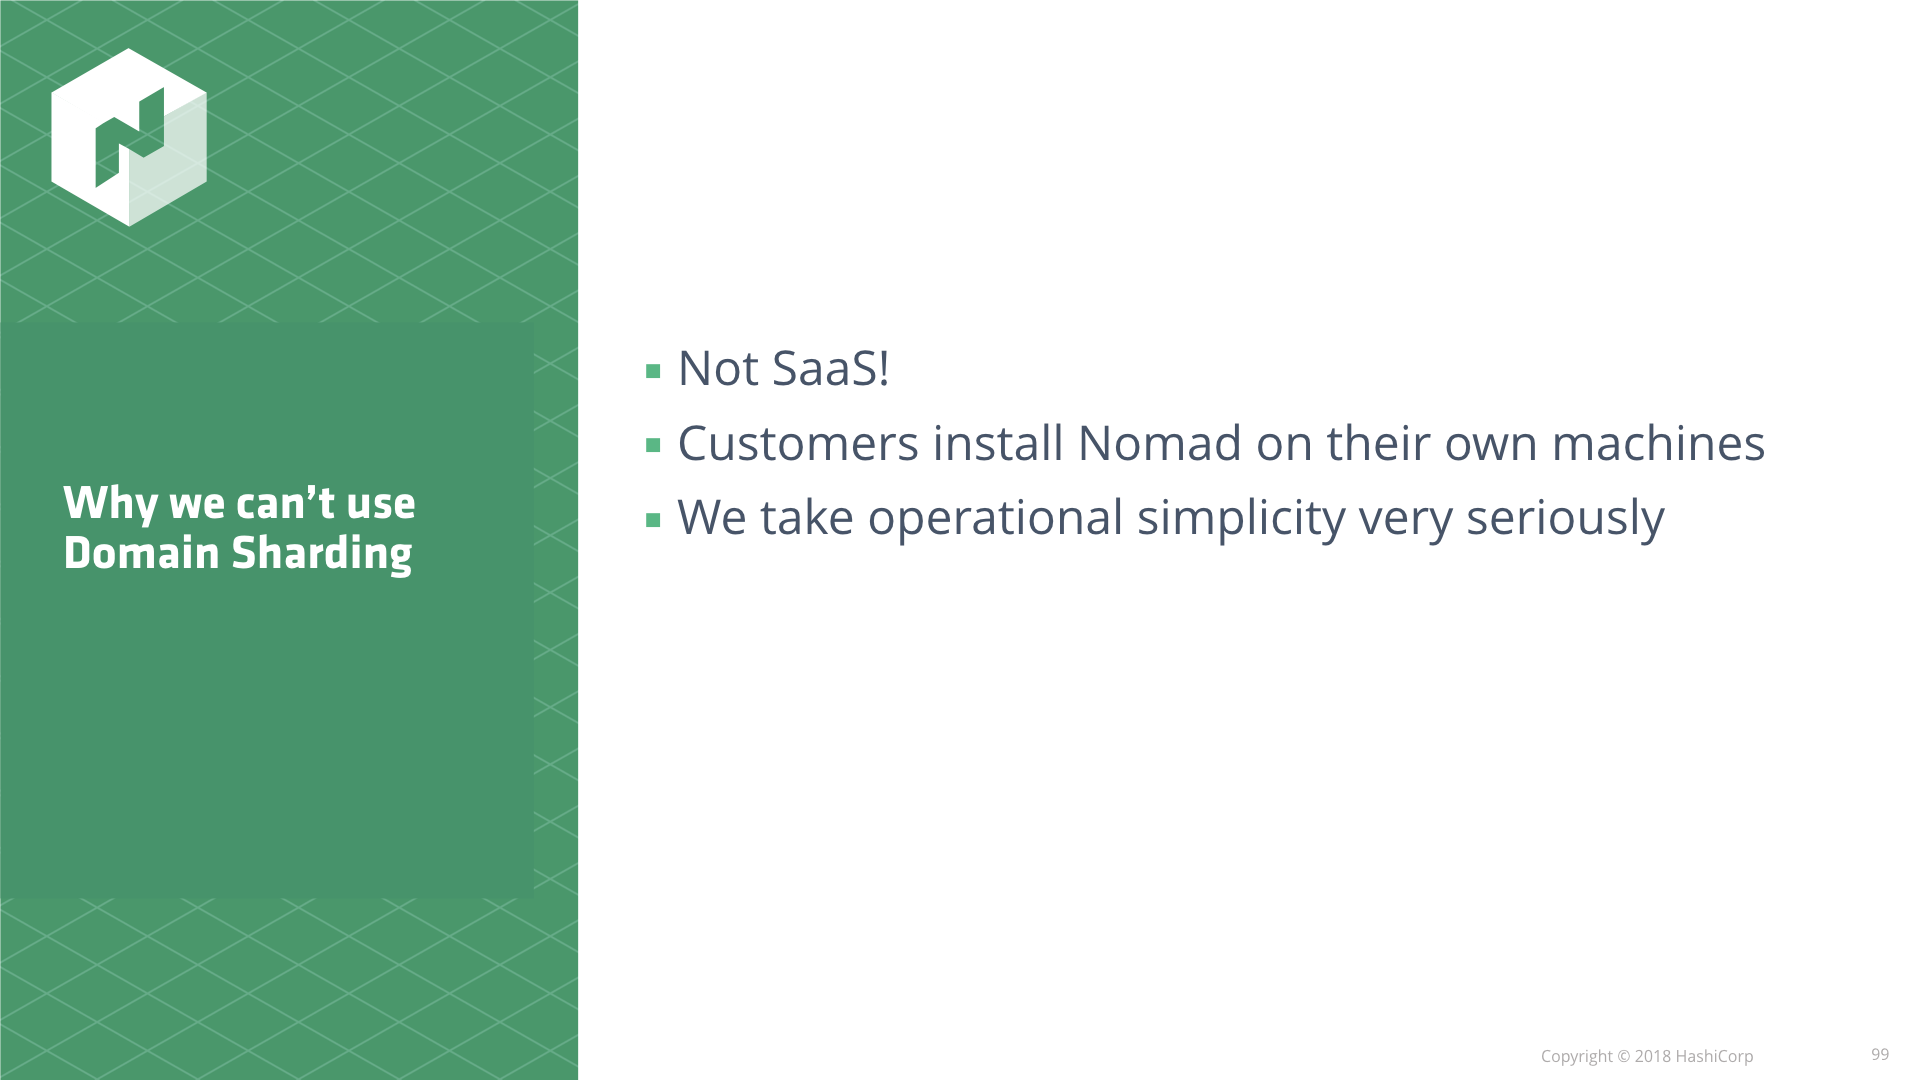 Why we can’t use
Domain Sharding
▪ Not SaaS!
▪ Customers install Nomad on their own machines
▪ We take operational simplicity very seriously
Copyright © 2018 HashiCorp
99